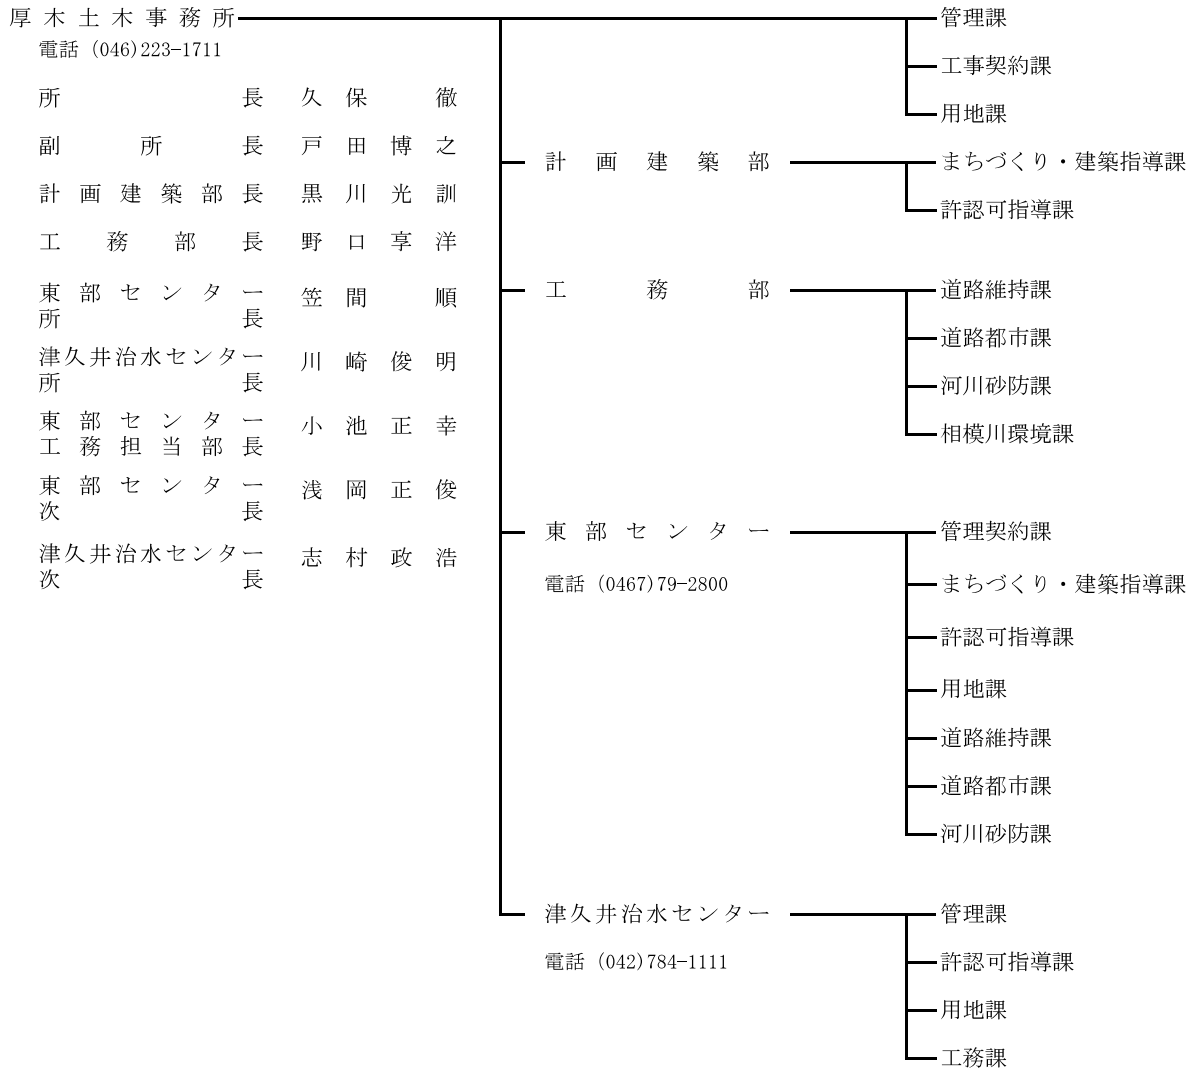 厚木土木事務所
電話 (046)223−1711
所長 久保 徹
副所長 戸田博之
計画建築部長 黒川光訓
工務部長 野口享洋
東部センター
所長
笠間 順
津久井治水センター
所長
川崎俊明
東部センター
工務担当部長
小池正幸
東部センター
次長
浅岡正俊
津久井治水センター
次長
志村政浩
管理課
工事契約課
用地課
計画建築部
まちづくり・建築指導課
許認可指導課
工務部
道路維持課
道路都市課
河川砂防課
相模川環境課
東部センター
電話 (0467)79−2800
管理契約課
まちづくり・建築指導課
許認可指導課
用地課
道路維持課
道路都市課
河川砂防課
津久井治水センター
電話 (042)784−1111
管理課
許認可指導課
用地課
工務課